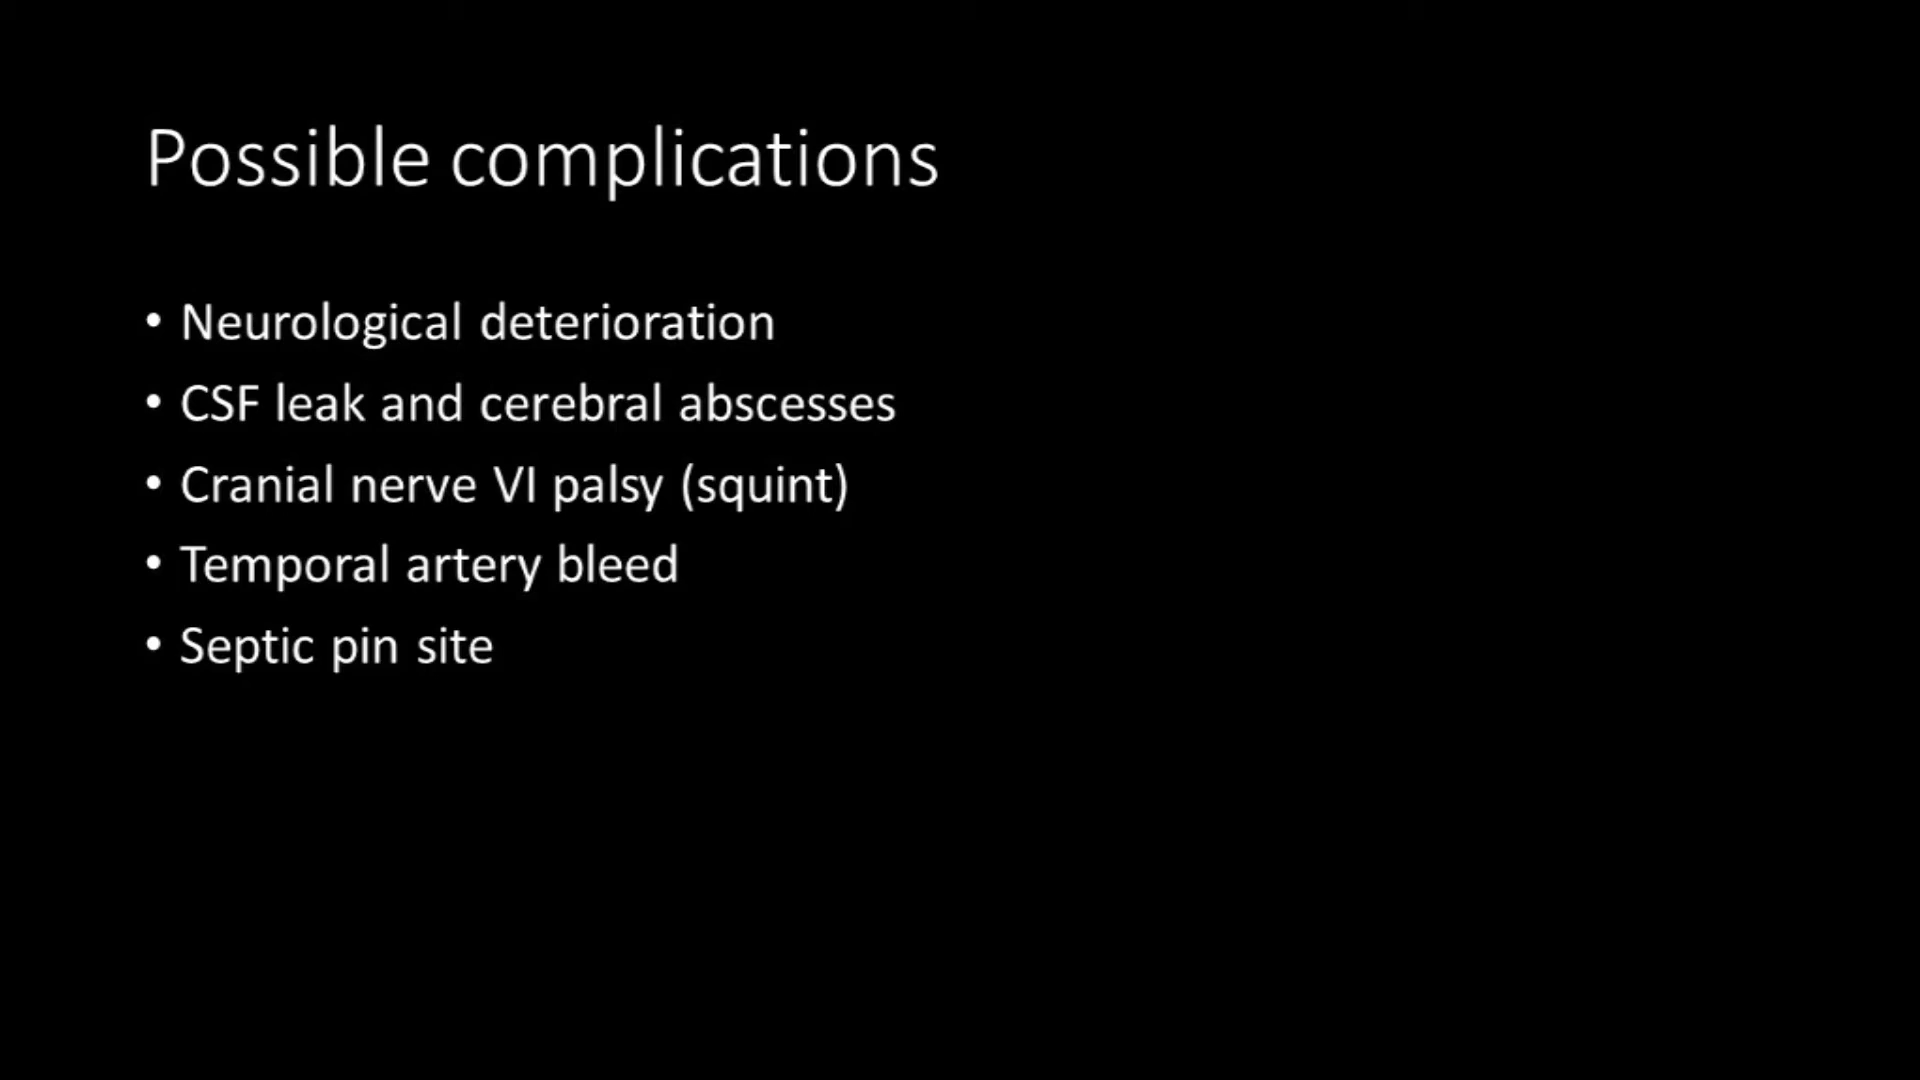 Possible complications
• Neurological deterioration
• CSF leak and cerebral abscesses
• Cranial nerve VI palsy (squint)
• Temporal artery bleed
• Septic pin site